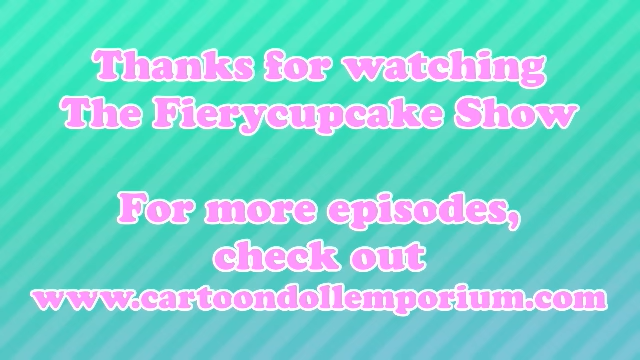 Thanks for watching
The Fierycupcake Show
For more episodes,
check out
www.cartoondollemporium.com